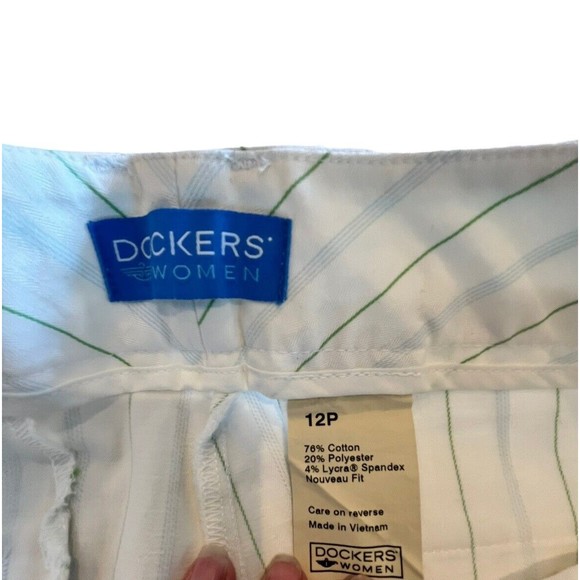 DOCKERS®
WOMEN
12P
76% Cotton
20% Polyester
4% Lycra® Spandex
Nouveau Fit
Care on reverse
Made in Vietnam
DOCKERS®
WOMEN